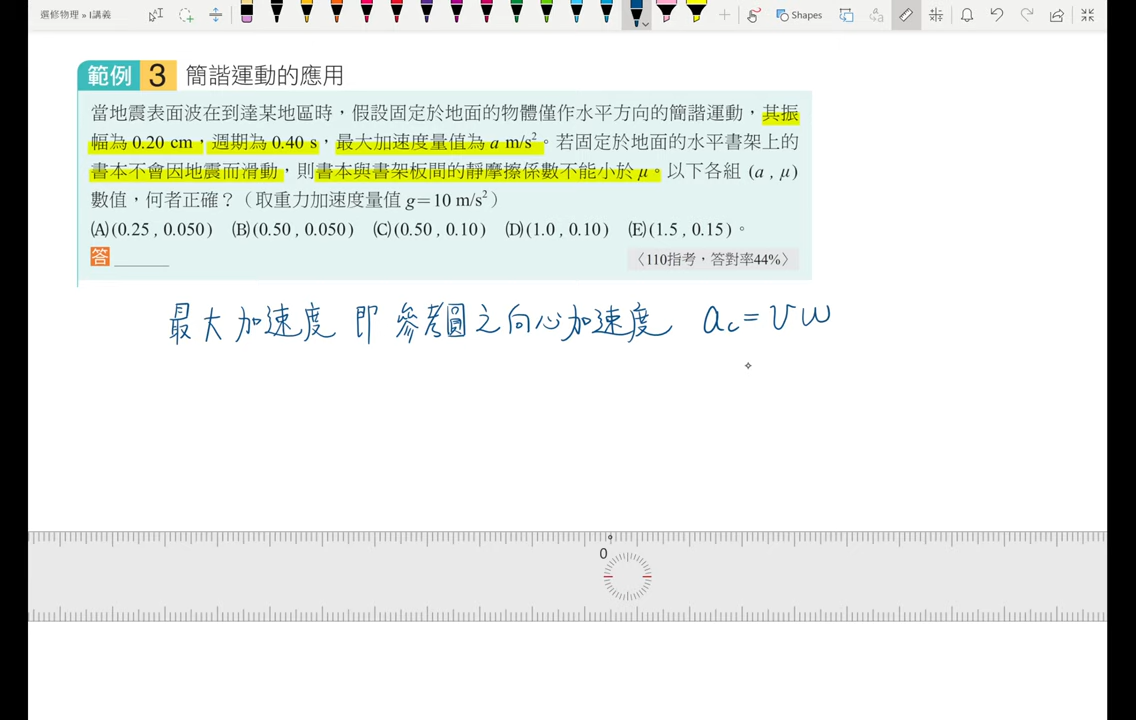 選修物理 » 1講義
Shapes
範例 3 簡諧運動的應用
當地震表面波在到達某地區時，假設固定於地面的物體僅作水平方向的簡諧運動，其振
幅為 0.20 cm，週期為 0.40 s，最大加速度量值為 a m/s²。若固定於地面的水平書架上的
書本不會因地震而滑動，則書本與書架板間的靜摩擦係數不能小於 μ。以下各組 (a , μ)
數值，何者正確？（取重力加速度量值 g＝10 m/s²）
(A)(0.25 , 0.050) (B)(0.50 , 0.050) (C)(0.50 , 0.10) (D)(1.0 , 0.10) (E)(1.5 , 0.15)。
答
〈110指考，答對率44%〉
最大加速度 即 參考圓之向心加速度 ac = vω
0